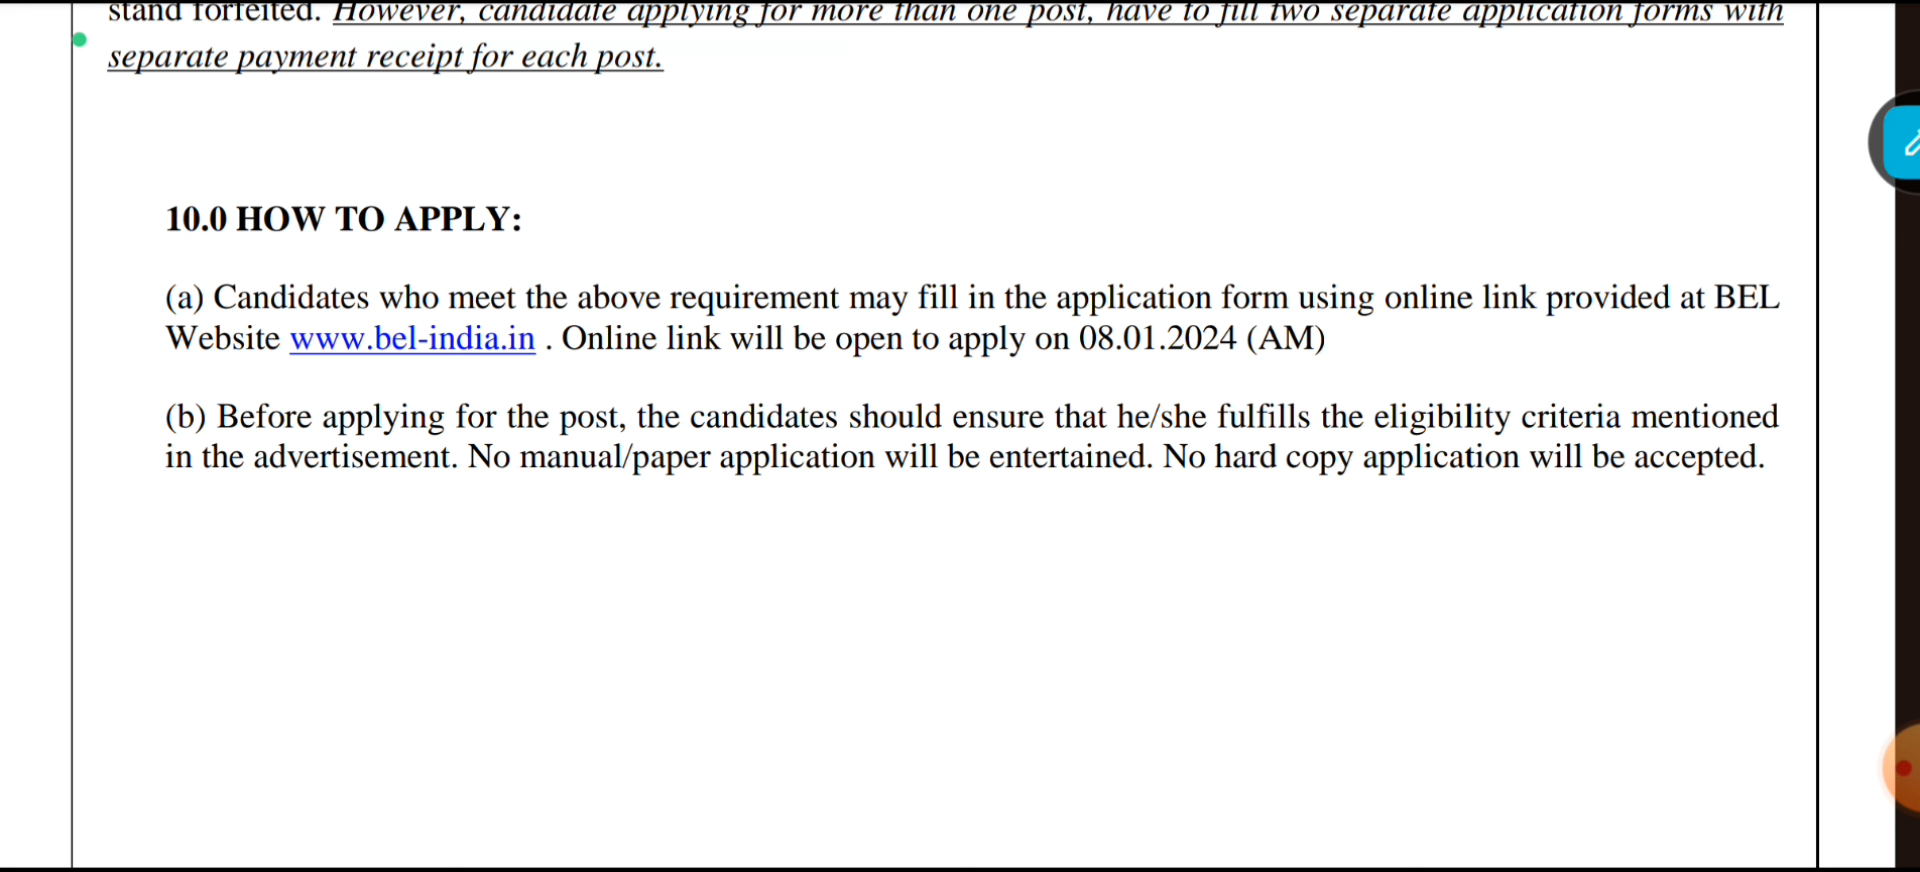 stand forfeited. However, candidate applying for more than one post, have to fill two separate application forms with
separate payment receipt for each post.
10.0 HOW TO APPLY:
(a) Candidates who meet the above requirement may fill in the application form using online link provided at BEL
Website www.bel-india.in . Online link will be open to apply on 08.01.2024 (AM)
(b) Before applying for the post, the candidates should ensure that he/she fulfills the eligibility criteria mentioned
in the advertisement. No manual/paper application will be entertained. No hard copy application will be accepted.